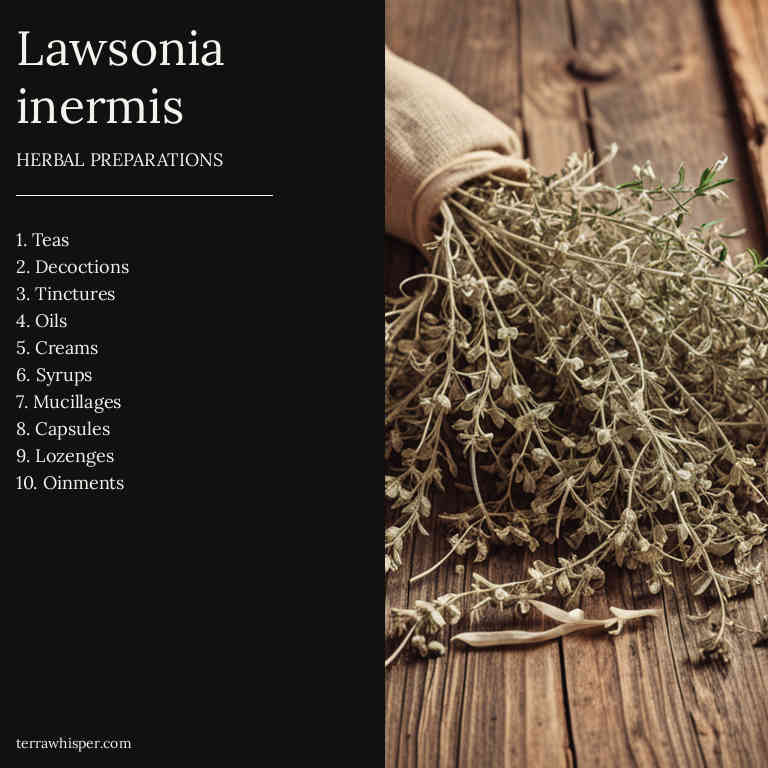 Lawsonia
inermis
HERBAL PREPARATIONS
1. Teas
2. Decoctions
3. Tinctures
4. Oils
5. Creams
6. Syrups
7. Mucillages
8. Capsules
9. Lozenges
10. Oinments
terrawhisper.com